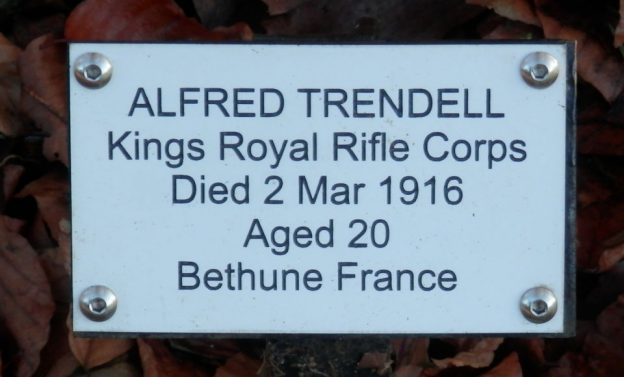 ALFRED TRENDELL
Kings Royal Rifle Corps
Died 2 Mar 1916
Aged 20
Bethune France